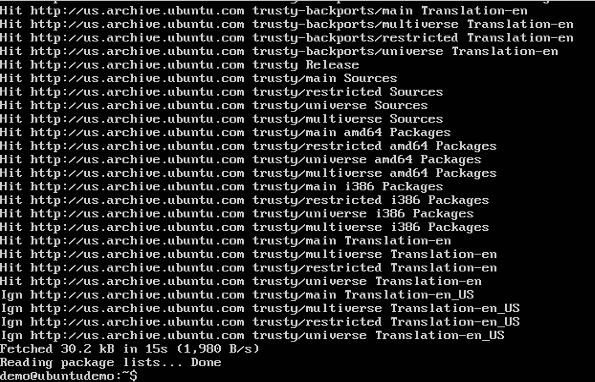 Hit http://us.archive.ubuntu.com trusty-backports/main Translation-en
Hit http://us.archive.ubuntu.com trusty-backports/multiverse Translation-en
Hit http://us.archive.ubuntu.com trusty-backports/restricted Translation-en
Hit http://us.archive.ubuntu.com trusty-backports/universe Translation-en
Hit http://us.archive.ubuntu.com trusty Release
Hit http://us.archive.ubuntu.com trusty/main Sources
Hit http://us.archive.ubuntu.com trusty/restricted Sources
Hit http://us.archive.ubuntu.com trusty/universe Sources
Hit http://us.archive.ubuntu.com trusty/multiverse Sources
Hit http://us.archive.ubuntu.com trusty/main amd64 Packages
Hit http://us.archive.ubuntu.com trusty/restricted amd64 Packages
Hit http://us.archive.ubuntu.com trusty/universe amd64 Packages
Hit http://us.archive.ubuntu.com trusty/multiverse amd64 Packages
Hit http://us.archive.ubuntu.com trusty/main i386 Packages
Hit http://us.archive.ubuntu.com trusty/restricted i386 Packages
Hit http://us.archive.ubuntu.com trusty/universe i386 Packages
Hit http://us.archive.ubuntu.com trusty/multiverse i386 Packages
Hit http://us.archive.ubuntu.com trusty/main Translation-en
Hit http://us.archive.ubuntu.com trusty/multiverse Translation-en
Hit http://us.archive.ubuntu.com trusty/restricted Translation-en
Hit http://us.archive.ubuntu.com trusty/universe Translation-en
Ign http://us.archive.ubuntu.com trusty/main Translation-en_US
Ign http://us.archive.ubuntu.com trusty/multiverse Translation-en_US
Ign http://us.archive.ubuntu.com trusty/restricted Translation-en_US
Ign http://us.archive.ubuntu.com trusty/universe Translation-en_US
Fetched 30.2 kB in 15s (1,980 B/s)
Reading package lists... Done
demo@ubuntudemo:~$